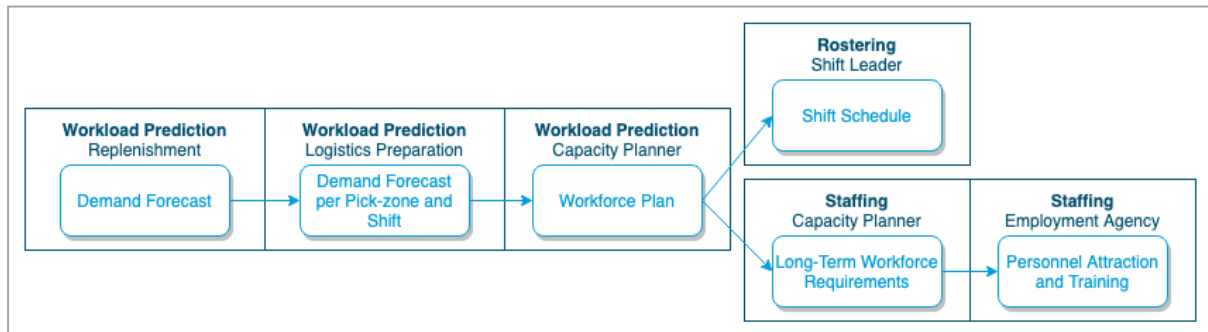 Rostering
Shift Leader
Shift Schedule
Workload Prediction
Replenishment
Demand Forecast
Workload Prediction
Logistics Preparation
Demand Forecast
per Pick-zone and
Shift
Workload Prediction
Capacity Planner
Workforce Plan
Staffing
Capacity Planner
Long-Term Workforce
Requirements
Staffing
Employment Agency
Personnel Attraction
and Training